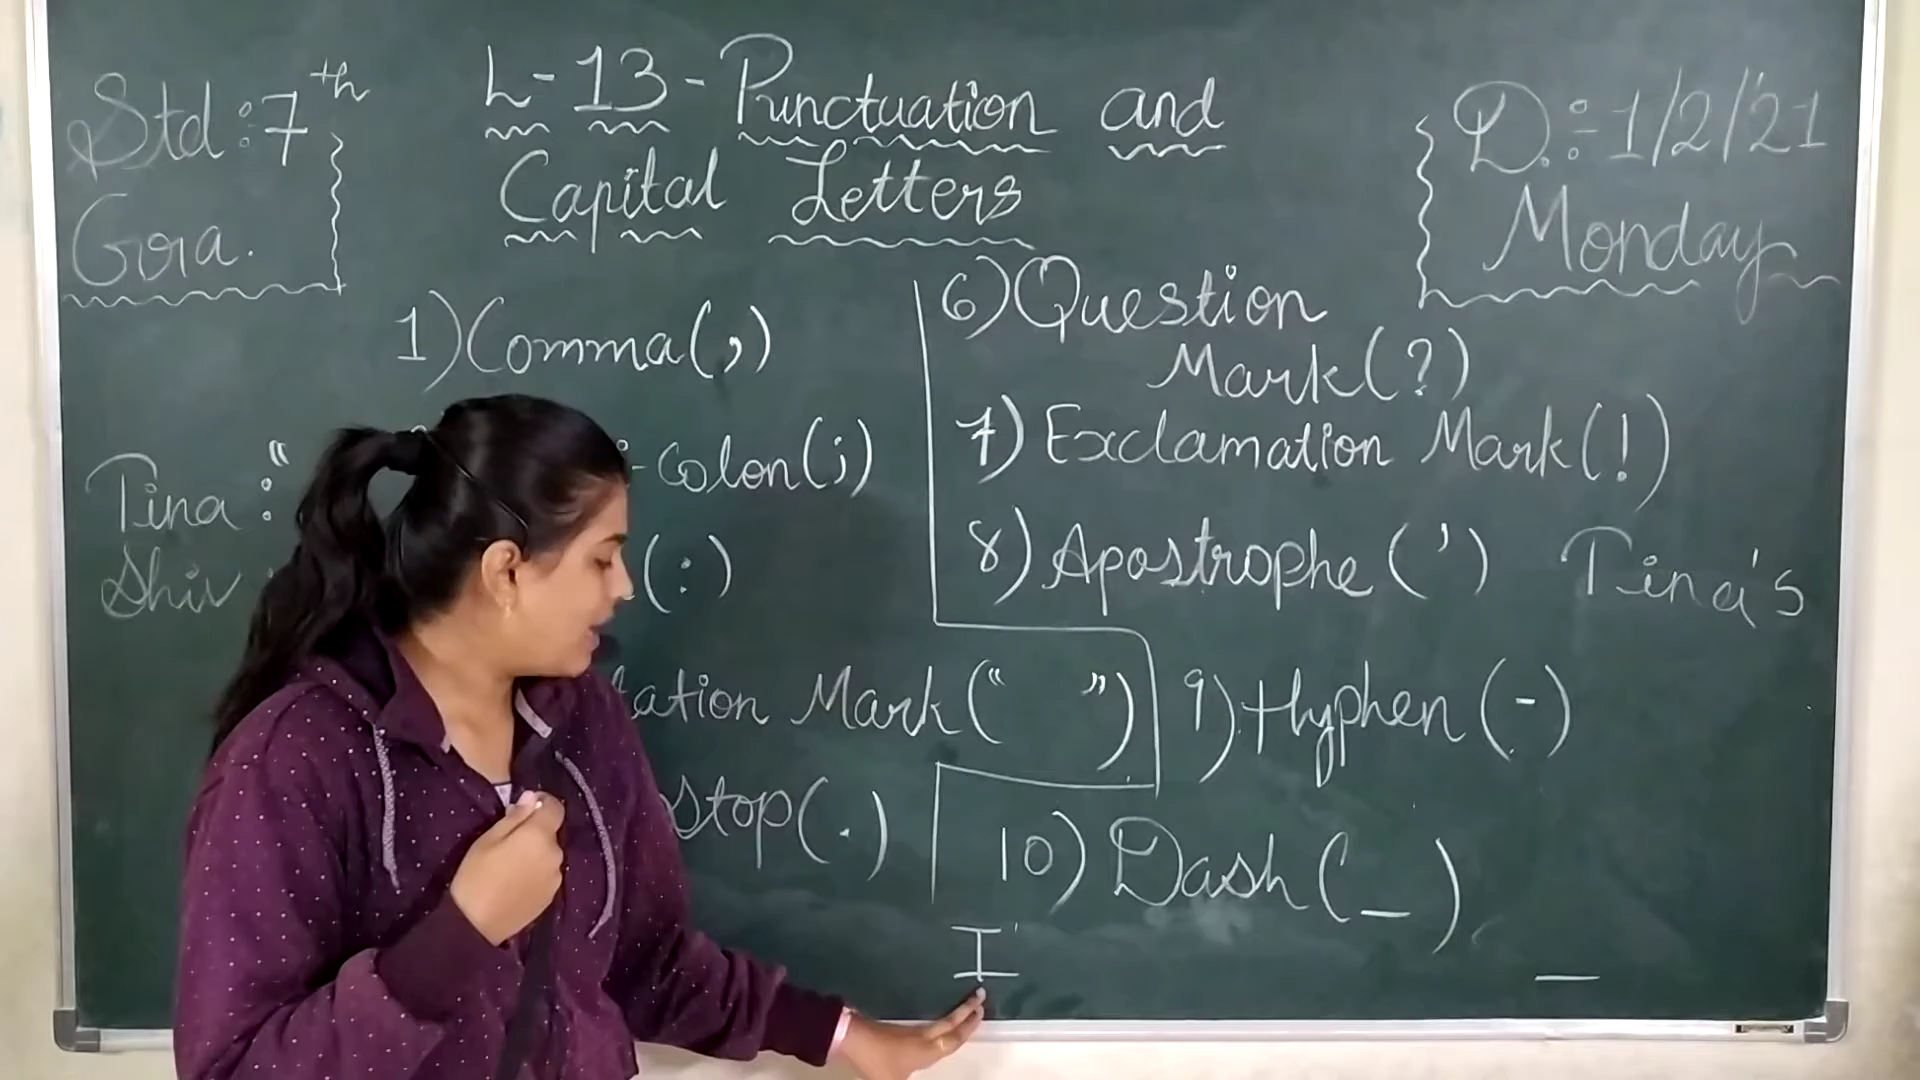 Std : 7th
Gra.
L-13-Punctuation and
Capital Letters
D. :- 1/2/'21
Monday
1) Comma (,)
-Colon (;)
(:)
tation Mark (“ ”)
Stop (.)
Tina : “
Shiv :
6) Question
Mark (?)
7) Exclamation Mark (!)
8) Apostrophe (’) Tina's
9) Hyphen (-)
10) Dash ( _ )
I'
_